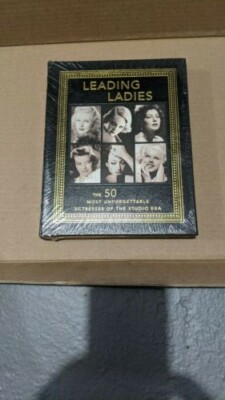 LEADING
LADIES
THE 50
MOST UNFORGETTABLE
ACTRESSES OF THE STUDIO ERA